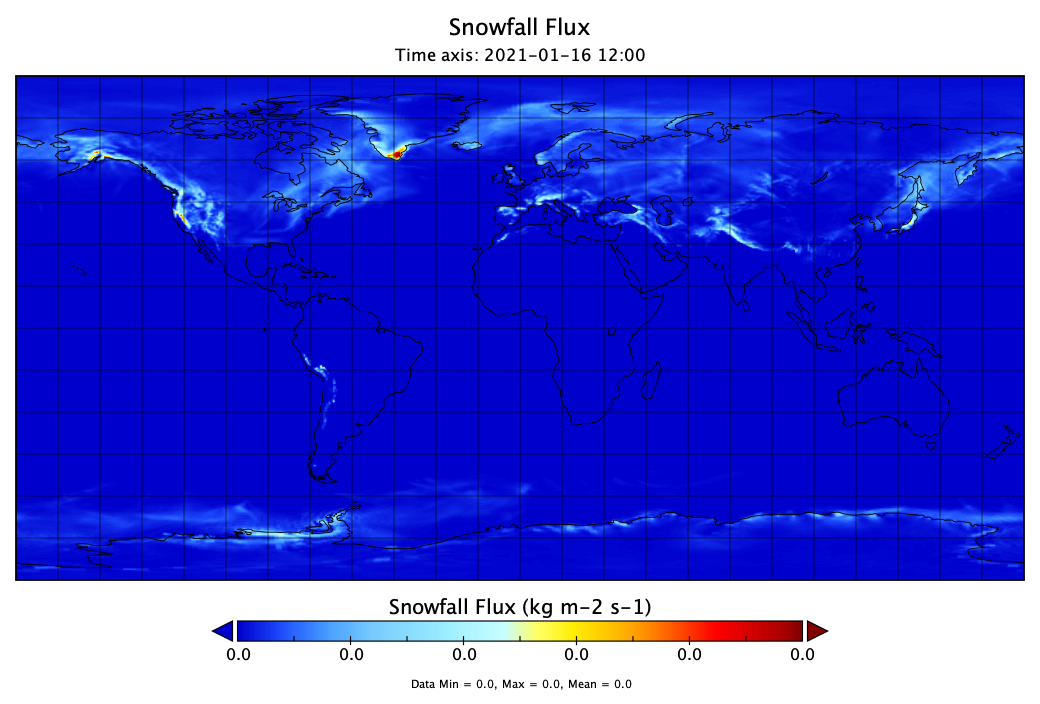 Snowfall Flux
Time axis: 2021-01-16 12:00
Snowfall Flux (kg m-2 s-1)
0.0 0.0 0.0 0.0 0.0 0.0
Data Min = 0.0, Max = 0.0, Mean = 0.0